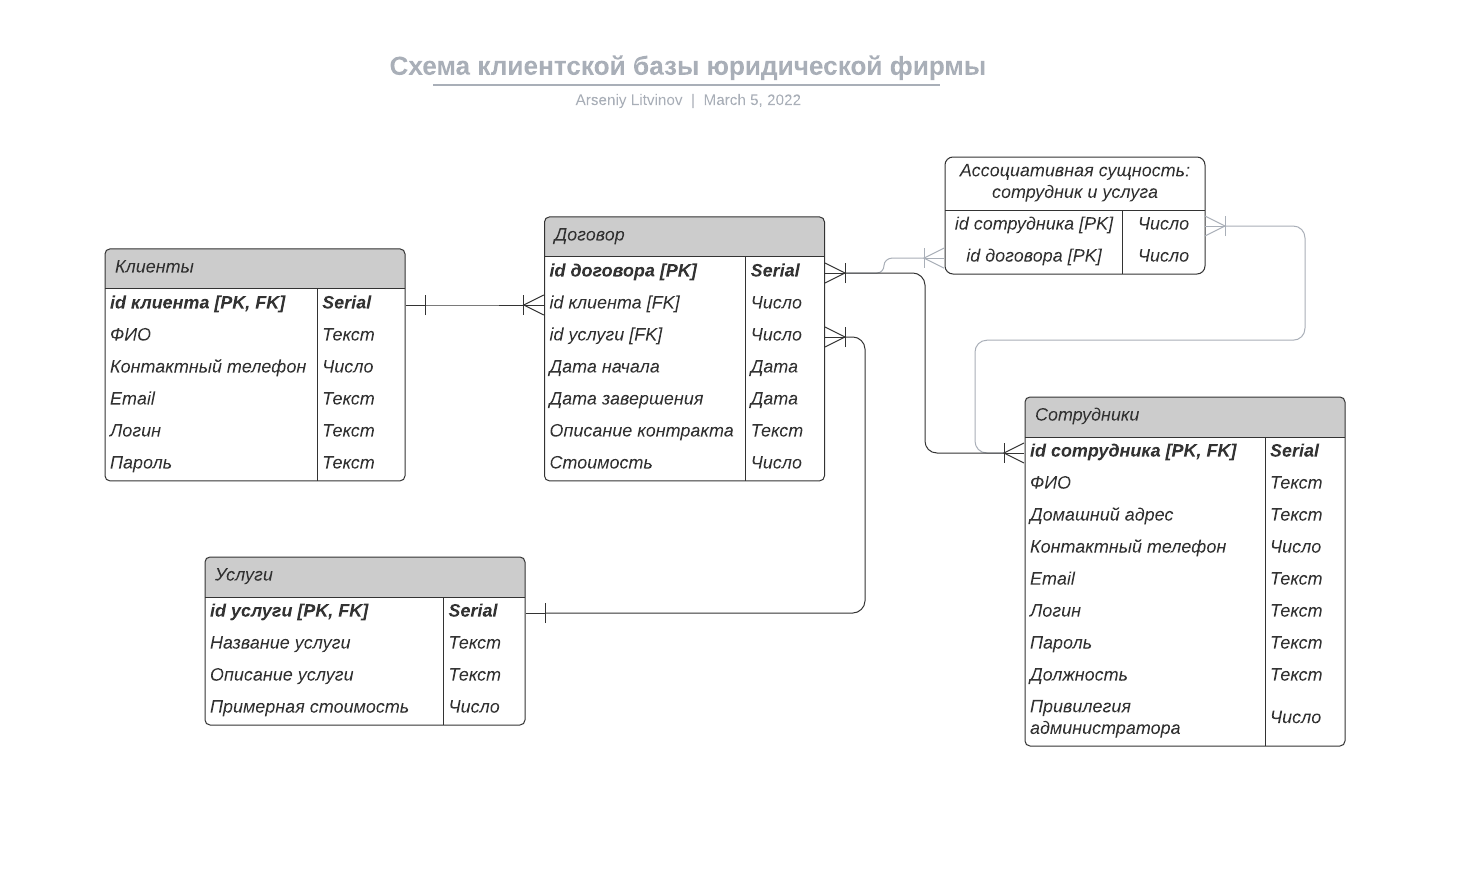 Схема клиентской базы юридической фирмы
Arseniy Litvinov | March 5, 2022
Ассоциативная сущность:
сотрудник и услуга
id сотрудника [PK] Число
id договора [PK] Число
Договор
id договора [PK] Serial
id клиента [FK] Число
id услуги [FK] Число
Дата начала Дата
Дата завершения Дата
Описание контракта Текст
Стоимость Число
Клиенты
id клиента [PK, FK] Serial
ФИО Текст
Контактный телефон Число
Email Текст
Логин Текст
Пароль Текст
Сотрудники
id сотрудника [PK, FK] Serial
ФИО Текст
Домашний адрес Текст
Контактный телефон Число
Email Текст
Логин Текст
Пароль Текст
Должность Текст
Привилегия
администратора Число
Услуги
id услуги [PK, FK] Serial
Название услуги Текст
Описание услуги Текст
Примерная стоимость Число